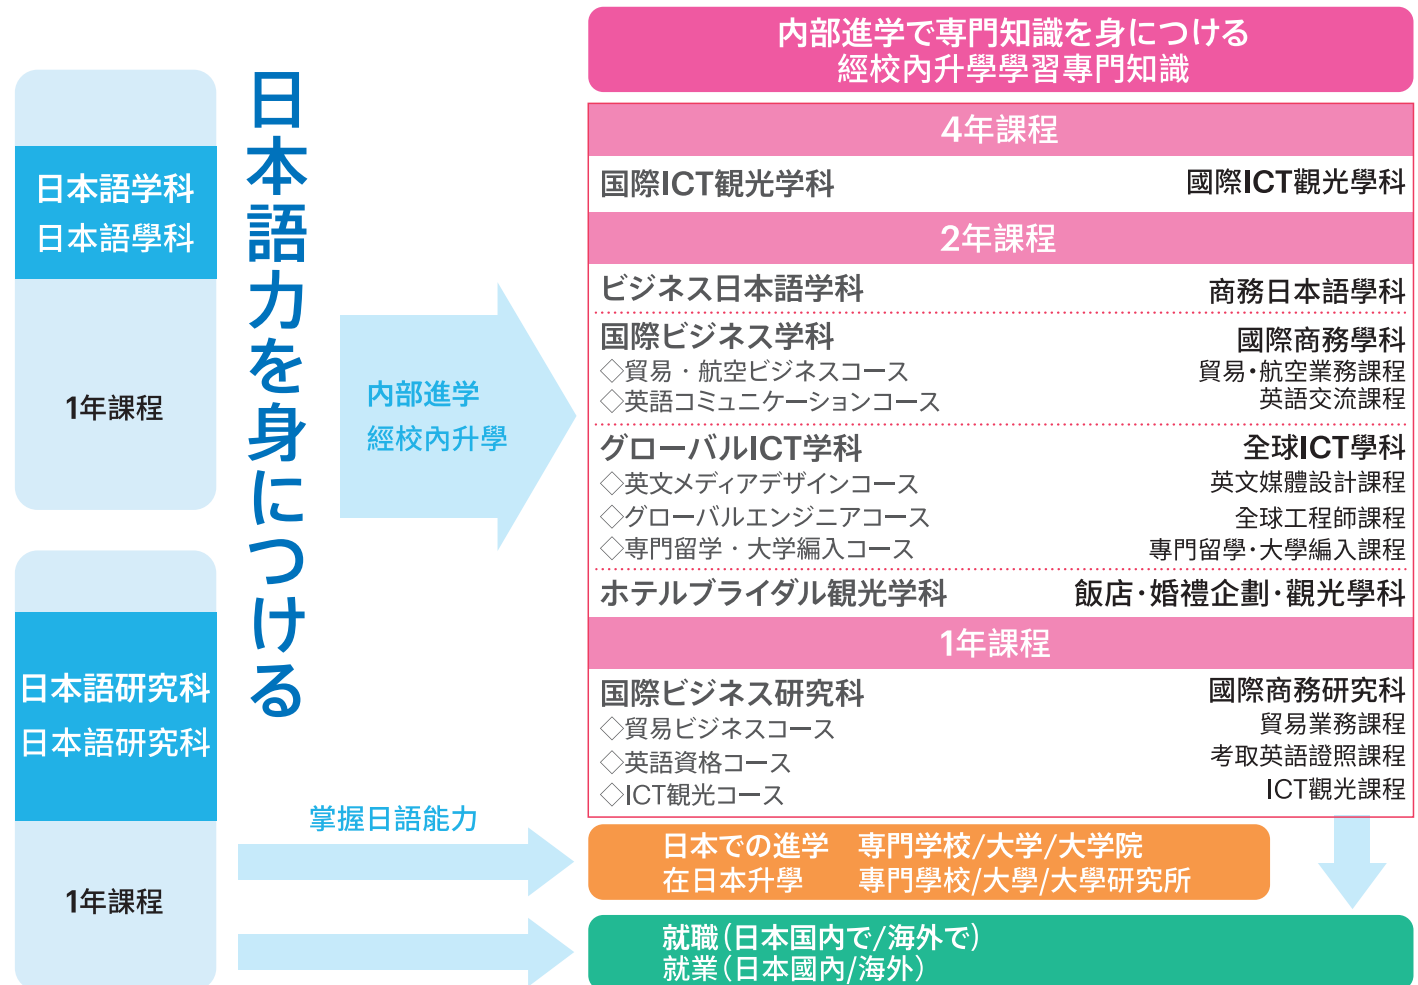 日本語学科
日本語學科
1年課程
日本語研究科
日本語研究科
1年課程
日本語力を身につける
内部進学
經校內升學
掌握日語能力
内部進学で専門知識を身につける
經校內升學學習專門知識
4年課程
国際ICT観光学科 國際ICT觀光學科
2年課程
ビジネス日本語学科 商務日本語學科
国際ビジネス学科 國際商務學科
◇貿易・航空ビジネスコース 貿易・航空業務課程
◇英語コミュニケーションコース 英語交流課程
グローバルICT学科 全球ICT學科
◇英文メディアデザインコース 英文媒體設計課程
◇グローバルエンジニアコース 全球工程師課程
◇専門留学・大学編入コース 專門留學・大學編入課程
ホテルブライダル観光学科 飯店・婚禮企劃・觀光學科
1年課程
国際ビジネス研究科 國際商務研究科
◇貿易ビジネスコース 貿易業務課程
◇英語資格コース 考取英語證照課程
◇ICT観光コース ICT觀光課程
日本での進学 専門学校/大学/大学院
在日本升學 專門學校/大學/大學研究所
就職(日本国内で/海外で)
就業(日本國內/海外)